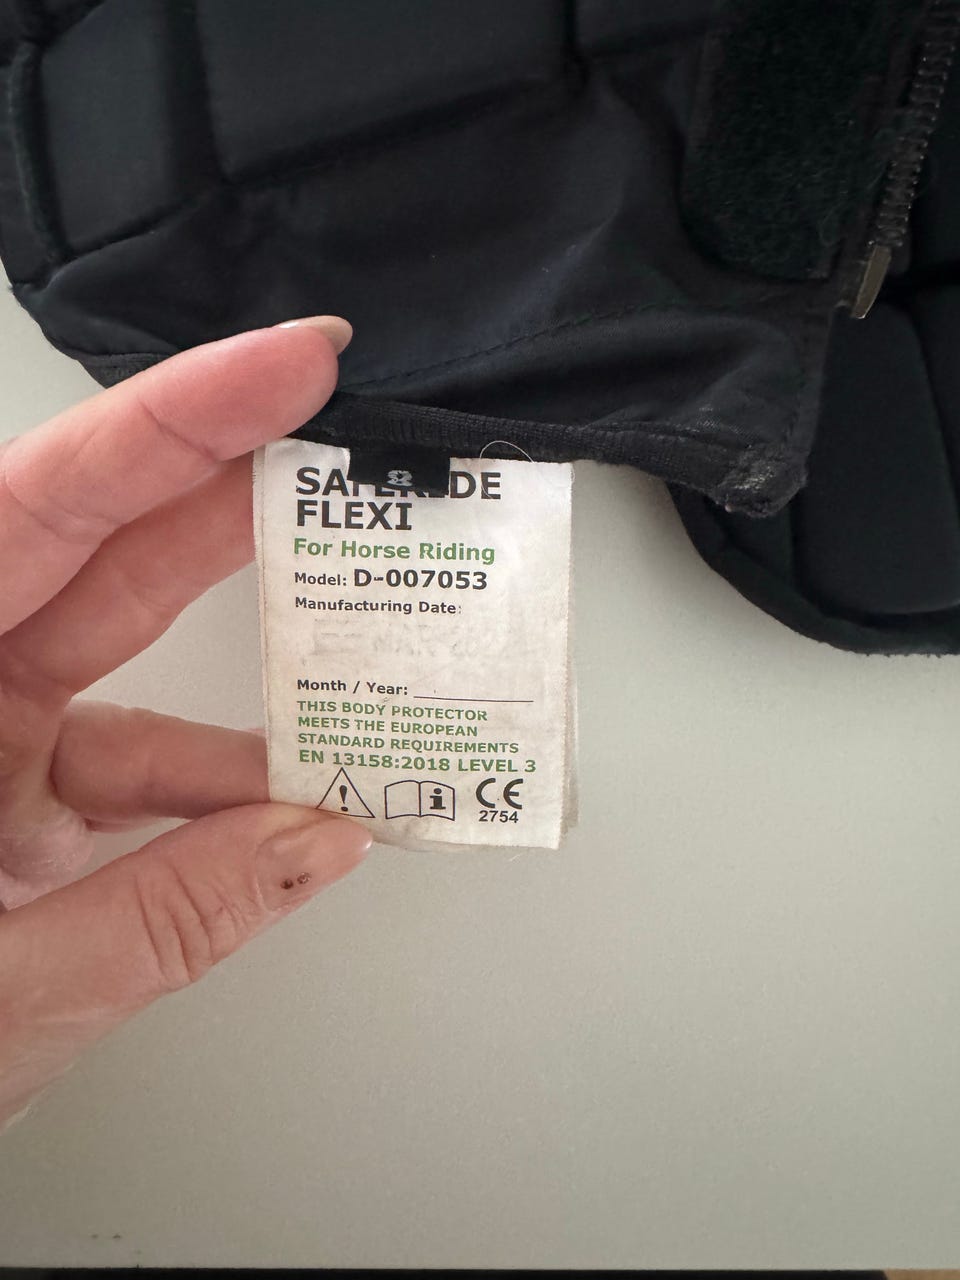 FLEXI
For Horse Riding
Model: D-007053
Manufacturing Date:
Month / Year:
THIS BODY PROTECTOR
MEETS THE EUROPEAN
STANDARD REQUIREMENTS
EN 13158:2018 LEVEL 3
i
CE
2754